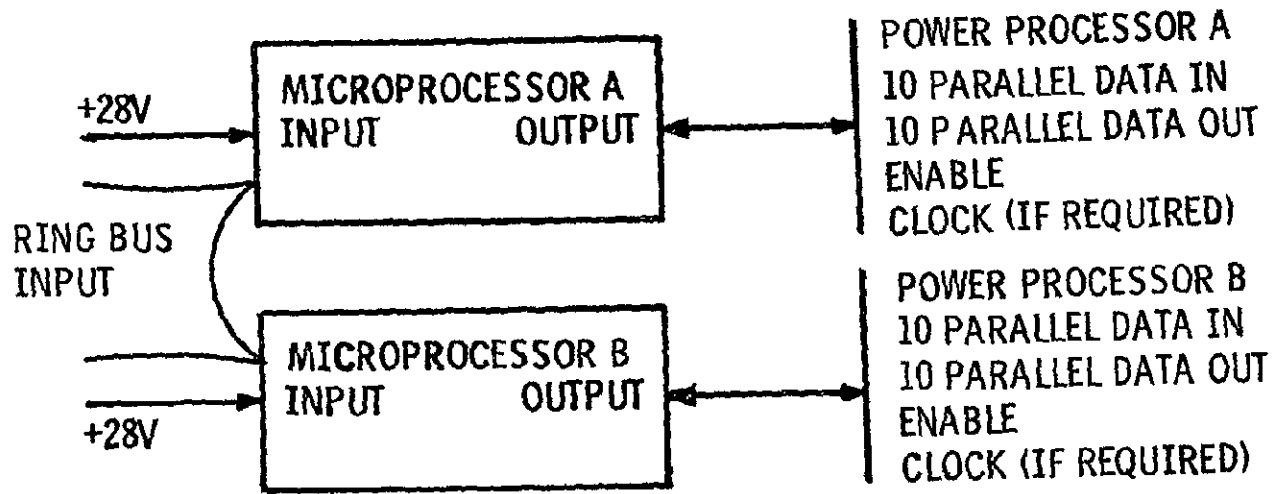 +28V
RING BUS
INPUT
+28V
MICROPROCESSOR A
INPUT OUTPUT
MICROPROCESSOR B
INPUT OUTPUT
POWER PROCESSOR A
10 PARALLEL DATA IN
10 PARALLEL DATA OUT
ENABLE
CLOCK (IF REQUIRED)
POWER PROCESSOR B
10 PARALLEL DATA IN
10 PARALLEL DATA OUT
ENABLE
CLOCK (IF REQUIRED)